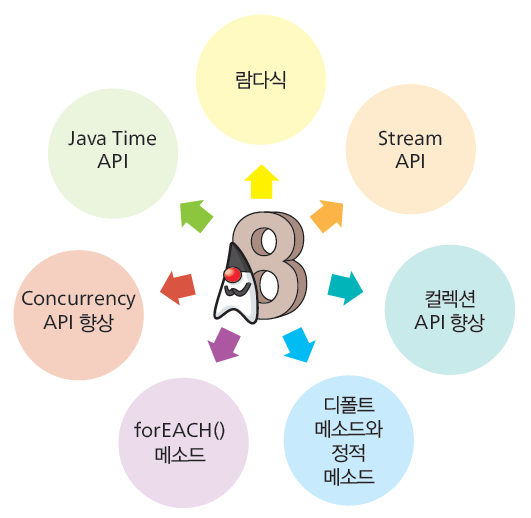 람다식
Java Time
API
Stream
API
8
Concurrency
API 향상
컬렉션
API 향상
forEACH()
메소드
디폴트
메소드와
정적
메소드